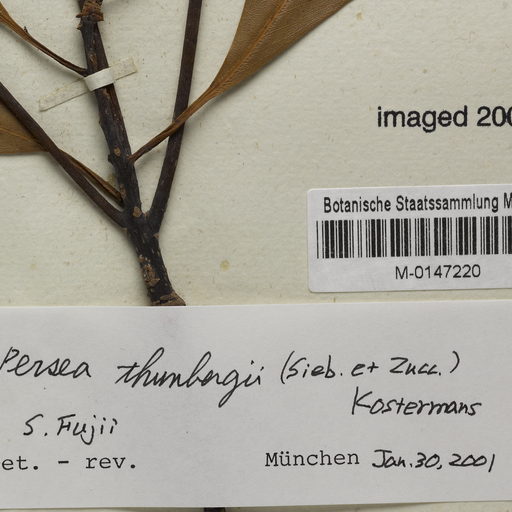 imaged 200
Botanische Staatssammlung M
M-0147220
Persea thunbergii (Sieb. et Zucc.)
Kostermans
S. Fujii
et. - rev. München Jan. 30, 2001